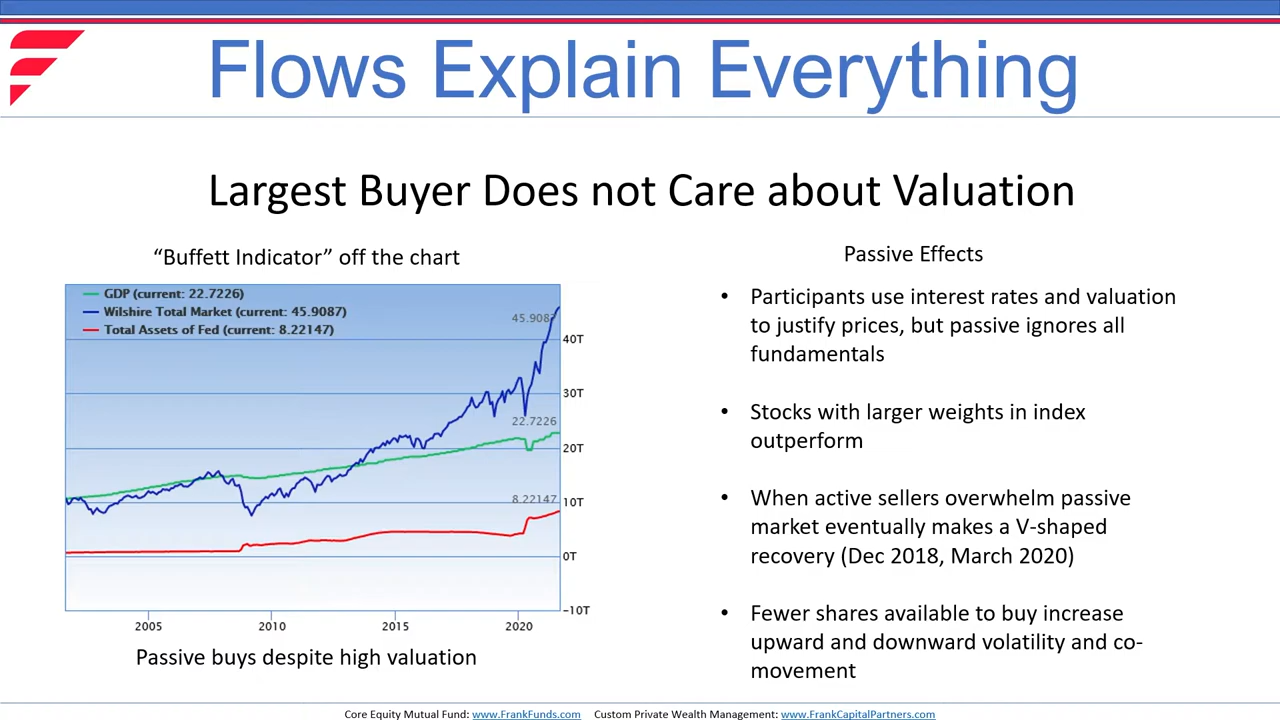 Flows Explain Everything
Largest Buyer Does not Care about Valuation
“Buffett Indicator” off the chart
GDP (current: 22.7226)
Wilshire Total Market (current: 45.9087)
Total Assets of Fed (current: 8.22147)
45.9087
22.7226
8.22147
40T
30T
20T
10T
0T
-10T
2005
2010
2015
2020
Passive buys despite high valuation
Passive Effects
• Participants use interest rates and valuation
to justify prices, but passive ignores all
fundamentals
• Stocks with larger weights in index
outperform
• When active sellers overwhelm passive
market eventually makes a V-shaped
recovery (Dec 2018, March 2020)
• Fewer shares available to buy increase
upward and downward volatility and co-
movement
Core Equity Mutual Fund: www.FrankFunds.com Custom Private Wealth Management: www.FrankCapitalPartners.com